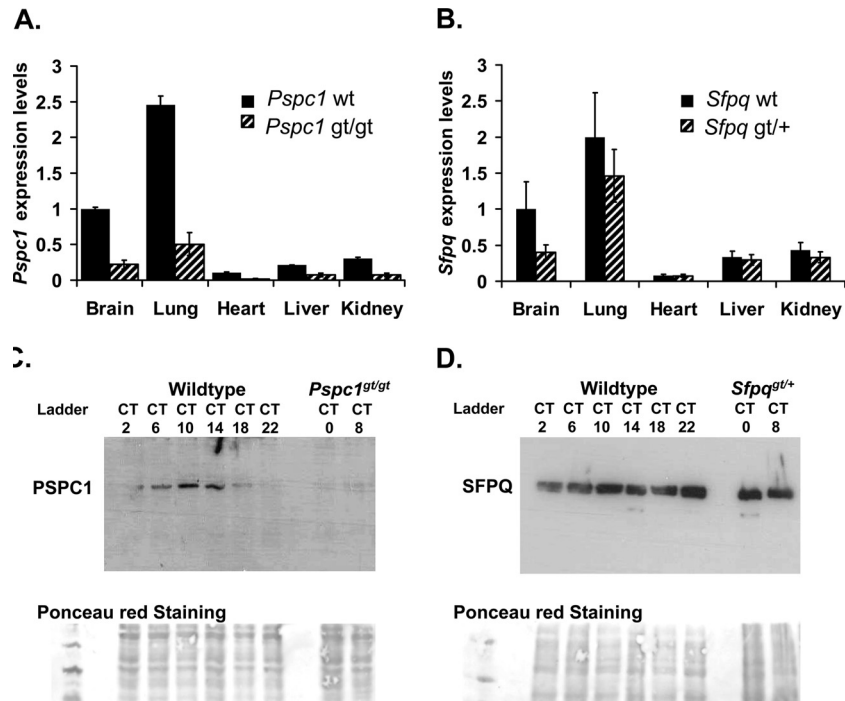 A.
Pspc1 expression levels
3
2.5
2
1.5
1
0.5
0
Pspc1 wt
Pspc1 gt/gt
Brain Lung Heart Liver Kidney
B.
Sfpq expression levels
3
2.5
2
1.5
1
0.5
0
Sfpq wt
Sfpq gt/+
Brain Lung Heart Liver Kidney
C.
Wildtype Pspc1gt/gt
Ladder CT CT CT CT CT CT CT CT
2 6 10 14 18 22 0 8
PSPC1
Ponceau red Staining
D.
Wildtype Sfpqgt/+
Ladder CT CT CT CT CT CT CT CT
2 6 10 14 18 22 0 8
SFPQ
Ponceau red Staining